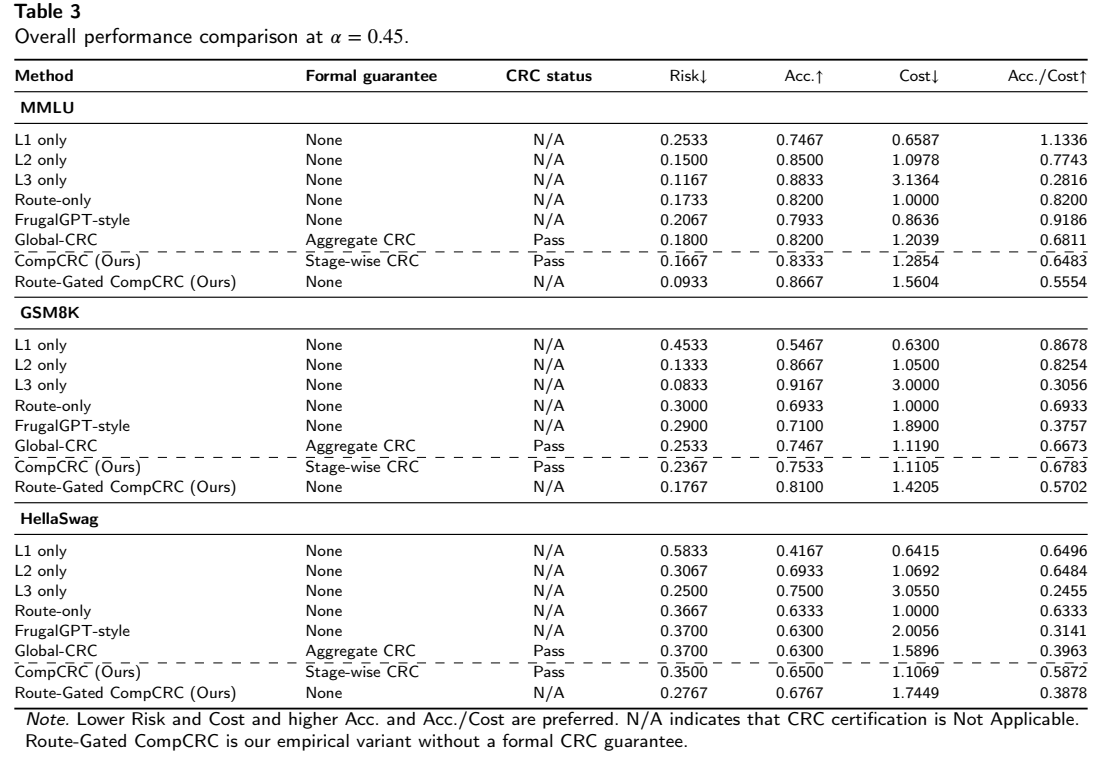 Table 3
Overall performance comparison at α = 0.45.
Method Formal guarantee CRC status Risk↓ Acc.↑ Cost↓ Acc./Cost↑
MMLU
L1 only None N/A 0.2533 0.7467 0.6587 1.1336
L2 only None N/A 0.1500 0.8500 1.0978 0.7743
L3 only None N/A 0.1167 0.8833 3.1364 0.2816
Route-only None N/A 0.1733 0.8200 1.0000 0.8200
FrugalGPT-style None N/A 0.2067 0.7933 0.8636 0.9186
Global-CRC Aggregate CRC Pass 0.1800 0.8200 1.2039 0.6811
CompCRC (Ours) Stage-wise CRC Pass 0.1667 0.8333 1.2854 0.6483
Route-Gated CompCRC (Ours) None N/A 0.0933 0.8667 1.5604 0.5554
GSM8K
L1 only None N/A 0.4533 0.5467 0.6300 0.8678
L2 only None N/A 0.1333 0.8667 1.0500 0.8254
L3 only None N/A 0.0833 0.9167 3.0000 0.3056
Route-only None N/A 0.3000 0.6933 1.0000 0.6933
FrugalGPT-style None N/A 0.2900 0.7100 1.8900 0.3757
Global-CRC Aggregate CRC Pass 0.2533 0.7467 1.1190 0.6673
CompCRC (Ours) Stage-wise CRC Pass 0.2367 0.7533 1.1105 0.6783
Route-Gated CompCRC (Ours) None N/A 0.1767 0.8100 1.4205 0.5702
HellaSwag
L1 only None N/A 0.5833 0.4167 0.6415 0.6496
L2 only None N/A 0.3067 0.6933 1.0692 0.6484
L3 only None N/A 0.2500 0.7500 3.0550 0.2455
Route-only None N/A 0.3667 0.6333 1.0000 0.6333
FrugalGPT-style None N/A 0.3700 0.6300 2.0056 0.3141
Global-CRC Aggregate CRC Pass 0.3700 0.6300 1.5896 0.3963
CompCRC (Ours) Stage-wise CRC Pass 0.3500 0.6500 1.1069 0.5872
Route-Gated CompCRC (Ours) None N/A 0.2767 0.6767 1.7449 0.3878
Note. Lower Risk and Cost and higher Acc. and Acc./Cost are preferred. N/A indicates that CRC certification is Not Applicable.
Route-Gated CompCRC is our empirical variant without a formal CRC guarantee.